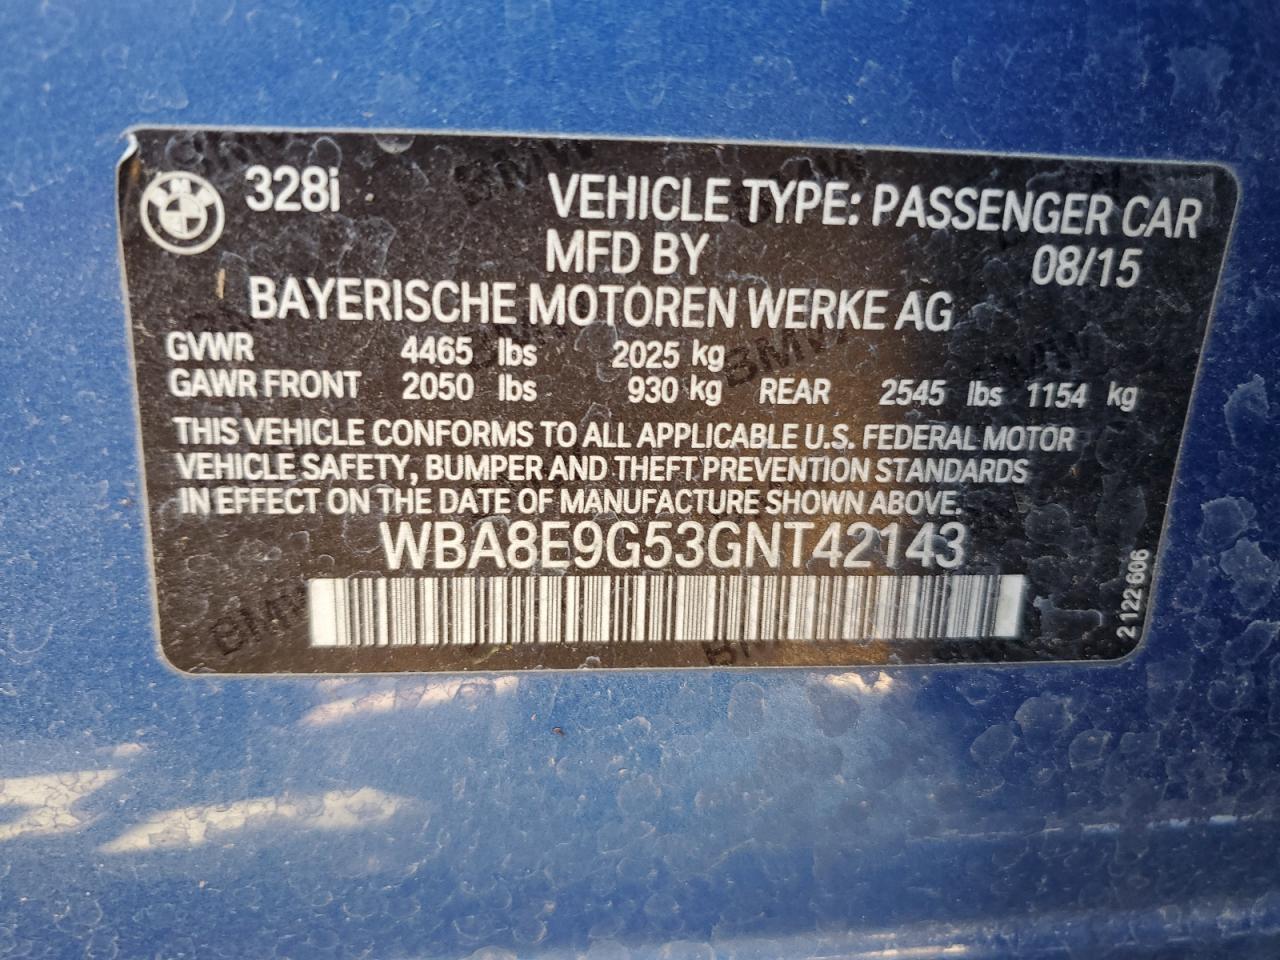 328i
VEHICLE TYPE: PASSENGER CAR
MFD BY 08/15
BAYERISCHE MOTOREN WERKE AG
GVWR 4465 lbs 2025 kg
GAWR FRONT 2050 lbs 930 kg REAR 2545 lbs 1154 kg
THIS VEHICLE CONFORMS TO ALL APPLICABLE U.S. FEDERAL MOTOR
VEHICLE SAFETY, BUMPER AND THEFT PREVENTION STANDARDS
IN EFFECT ON THE DATE OF MANUFACTURE SHOWN ABOVE.
WBA8E9G53GNT42143
2 122 606